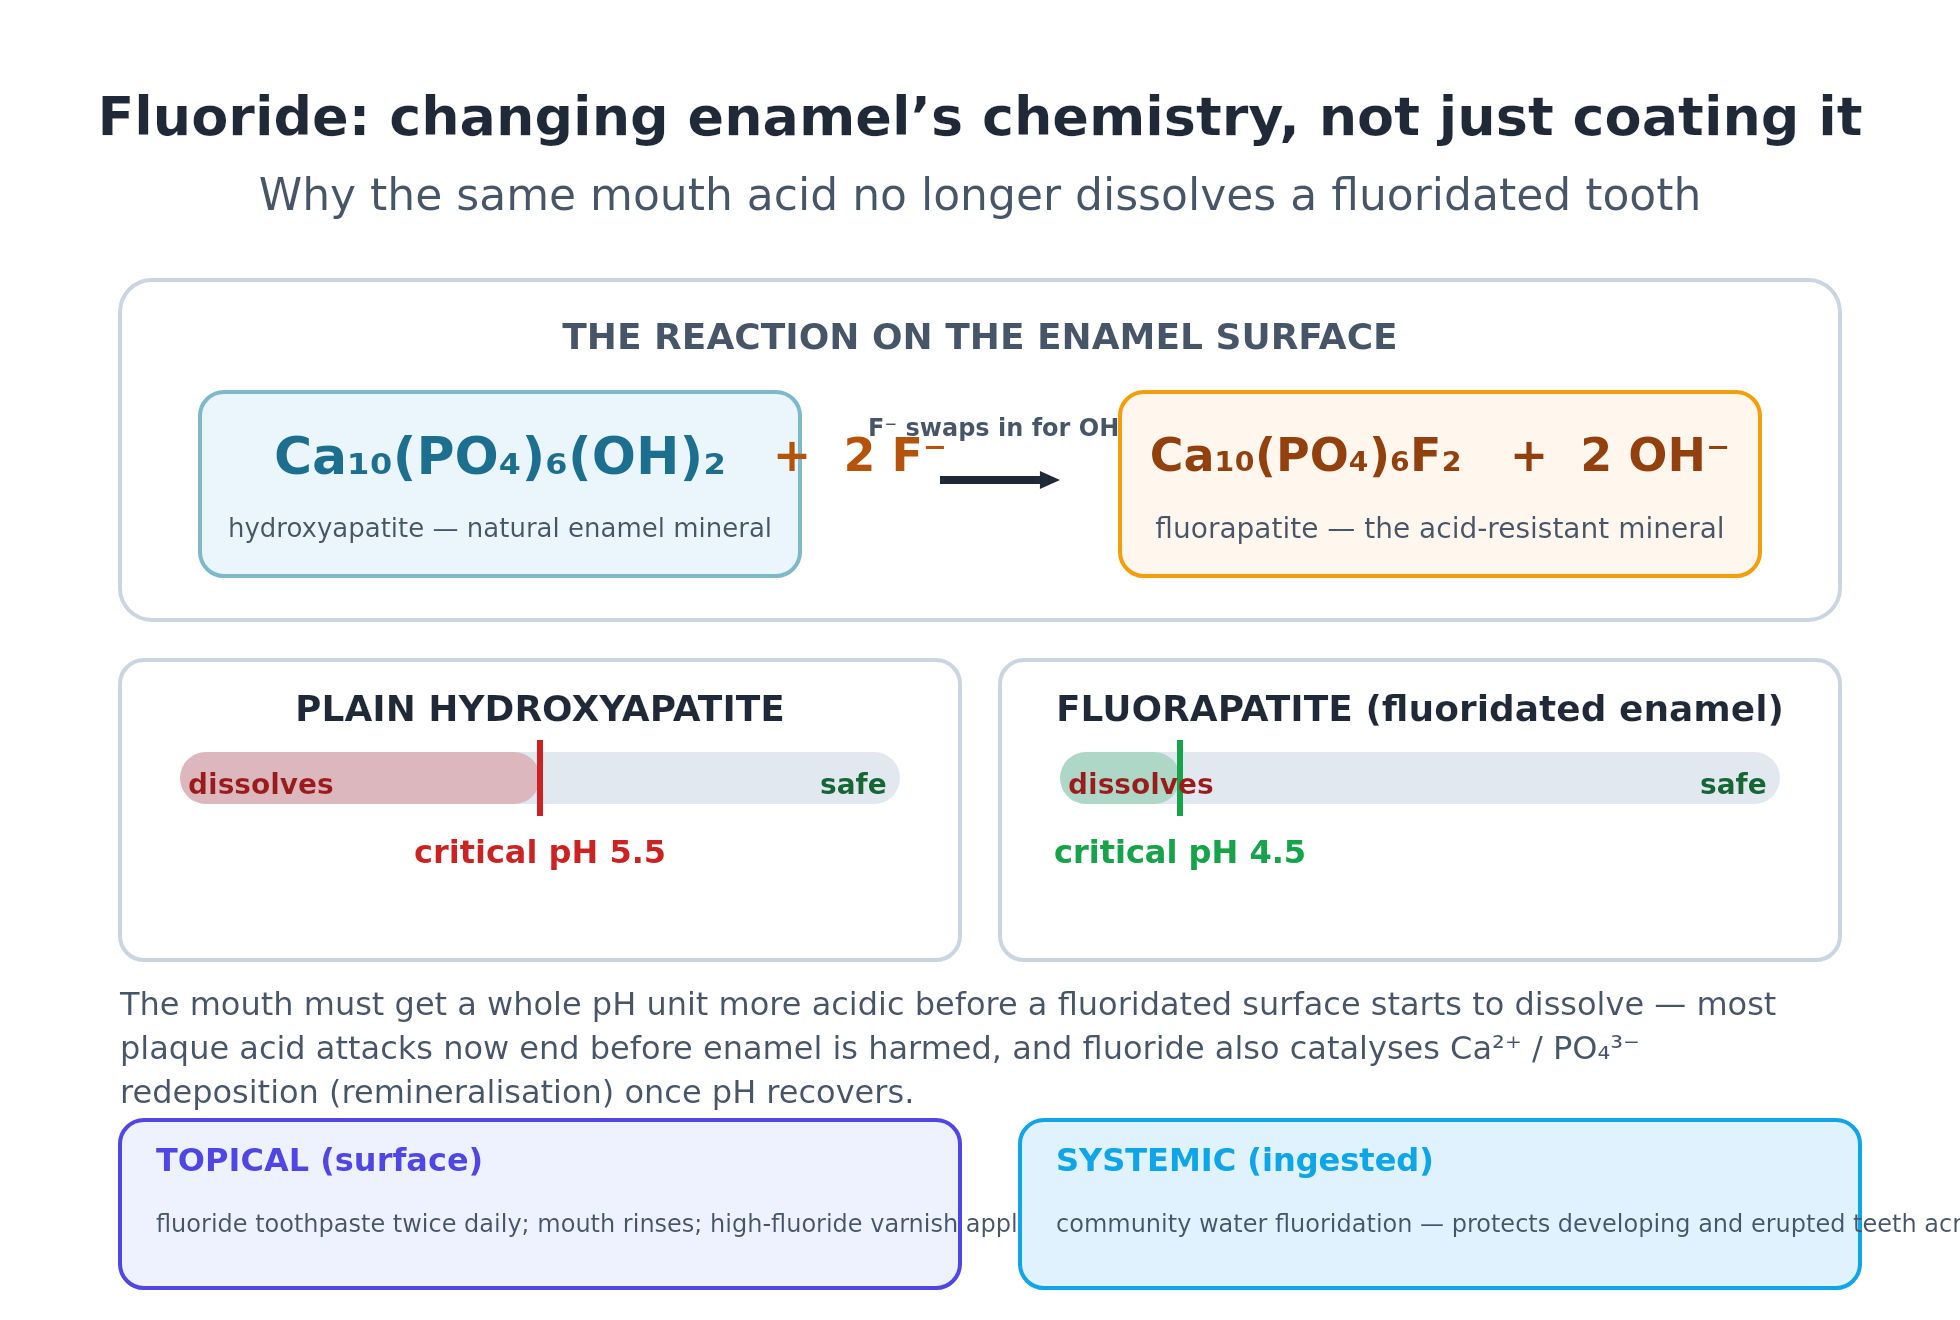 Fluoride: changing enamel’s chemistry, not just coating it
Why the same mouth acid no longer dissolves a fluoridated tooth
THE REACTION ON THE ENAMEL SURFACE
F⁻ swaps in for OH
Ca₁₀(PO₄)₆(OH)₂ + 2 F⁻
Ca₁₀(PO₄)₆F₂ + 2 OH⁻
hydroxyapatite — natural enamel mineral
fluorapatite — the acid-resistant mineral
PLAIN HYDROXYAPATITE
dissolves safe
critical pH 5.5
FLUORAPATITE (fluoridated enamel)
dissolves safe
critical pH 4.5
The mouth must get a whole pH unit more acidic before a fluoridated surface starts to dissolve — most
plaque acid attacks now end before enamel is harmed, and fluoride also catalyses Ca²⁺ / PO₄³⁻
redeposition (remineralisation) once pH recovers.
TOPICAL (surface)
fluoride toothpaste twice daily; mouth rinses; high-fluoride varnish
SYSTEMIC (ingested)
community water fluoridation — protects developing and erupted teeth